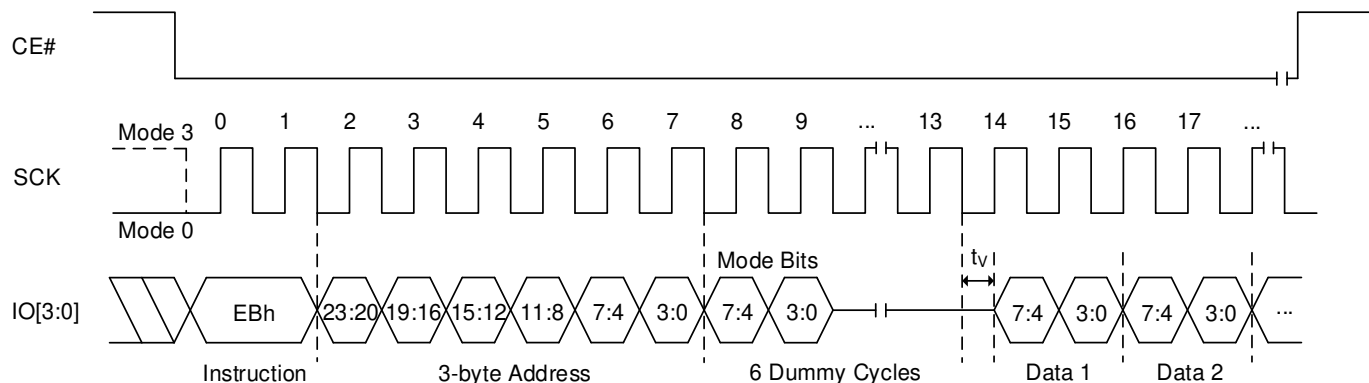 CE#
0 1 2 3 4 5 6 7 8 9 ... 13 14 15 16 17 ...
Mode 3
SCK
Mode 0
Mode Bits
tV
IO[3:0]
EBh 23:20 19:16 15:12 11:8 7:4 3:0 7:4 3:0 7:4 3:0 7:4 3:0 ...
Instruction 3-byte Address 6 Dummy Cycles Data 1 Data 2